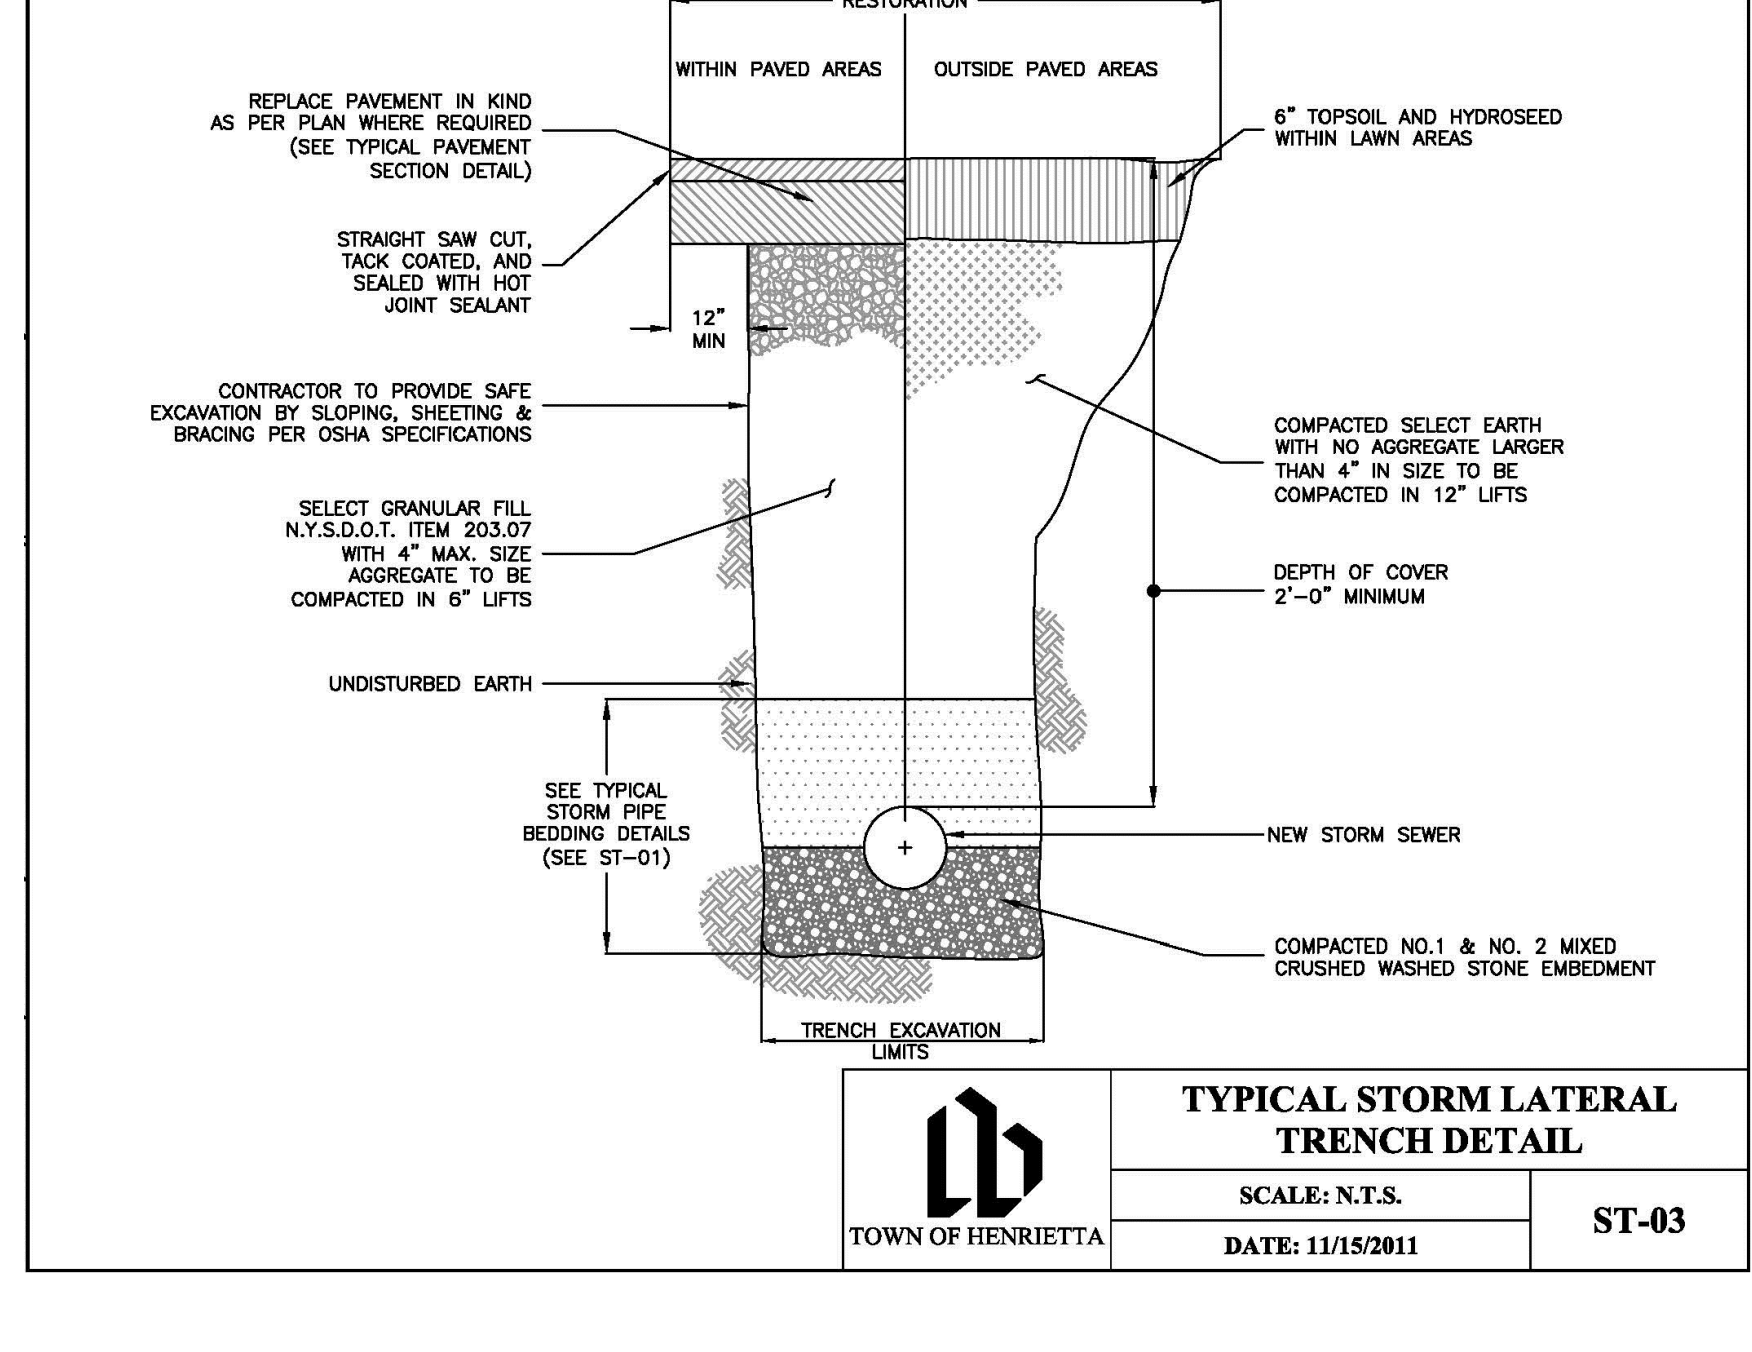 RESTORATION
WITHIN PAVED AREAS
OUTSIDE PAVED AREAS
REPLACE PAVEMENT IN KIND
AS PER PLAN WHERE REQUIRED
(SEE TYPICAL PAVEMENT
SECTION DETAIL)
6" TOPSOIL AND HYDROSEED
WITHIN LAWN AREAS
STRAIGHT SAW CUT,
TACK COATED, AND
SEALED WITH HOT
JOINT SEALANT
12"
MIN
CONTRACTOR TO PROVIDE SAFE
EXCAVATION BY SLOPING, SHEETING &
BRACING PER OSHA SPECIFICATIONS
COMPACTED SELECT EARTH
WITH NO AGGREGATE LARGER
THAN 4" IN SIZE TO BE
COMPACTED IN 12" LIFTS
SELECT GRANULAR FILL
N.Y.S.D.O.T. ITEM 203.07
WITH 4" MAX. SIZE
AGGREGATE TO BE
COMPACTED IN 6" LIFTS
DEPTH OF COVER
2'-0" MINIMUM
UNDISTURBED EARTH
SEE TYPICAL
STORM PIPE
BEDDING DETAILS
(SEE ST-01)
NEW STORM SEWER
COMPACTED NO.1 & NO. 2 MIXED
CRUSHED WASHED STONE EMBEDMENT
TRENCH EXCAVATION
LIMITS
TOWN OF HENRIETTA
TYPICAL STORM LATERAL
TRENCH DETAIL
SCALE: N.T.S.
DATE: 11/15/2011
ST-03